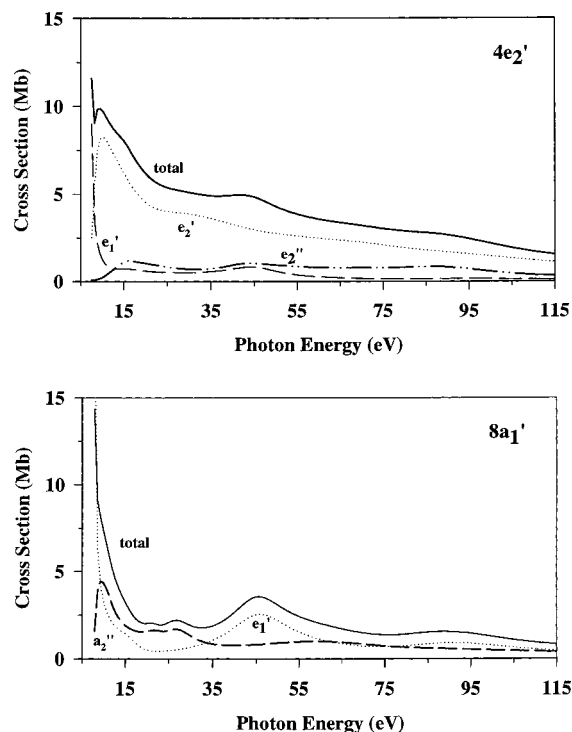 15
4e2'
10
Cross Section (Mb)
total
5
e2'
e1'
e2''
0
15 35 55 75 95 115
Photon Energy (eV)
15
8a1'
10
Cross Section (Mb)
total
5
e1'
a2''
0
15 35 55 75 95 115
Photon Energy (eV)